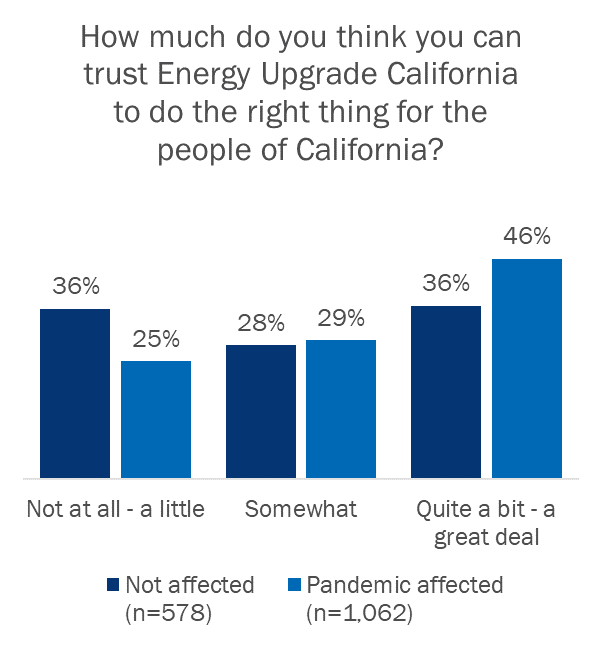 How much do you think you can
trust Energy Upgrade California
to do the right thing for the
people of California?
46%
36%
36%
25%
28%
29%
Not at all - a little
Somewhat
Quite a bit - a
great deal
Not affected
(n=578)
Pandemic affected
(n=1,062)